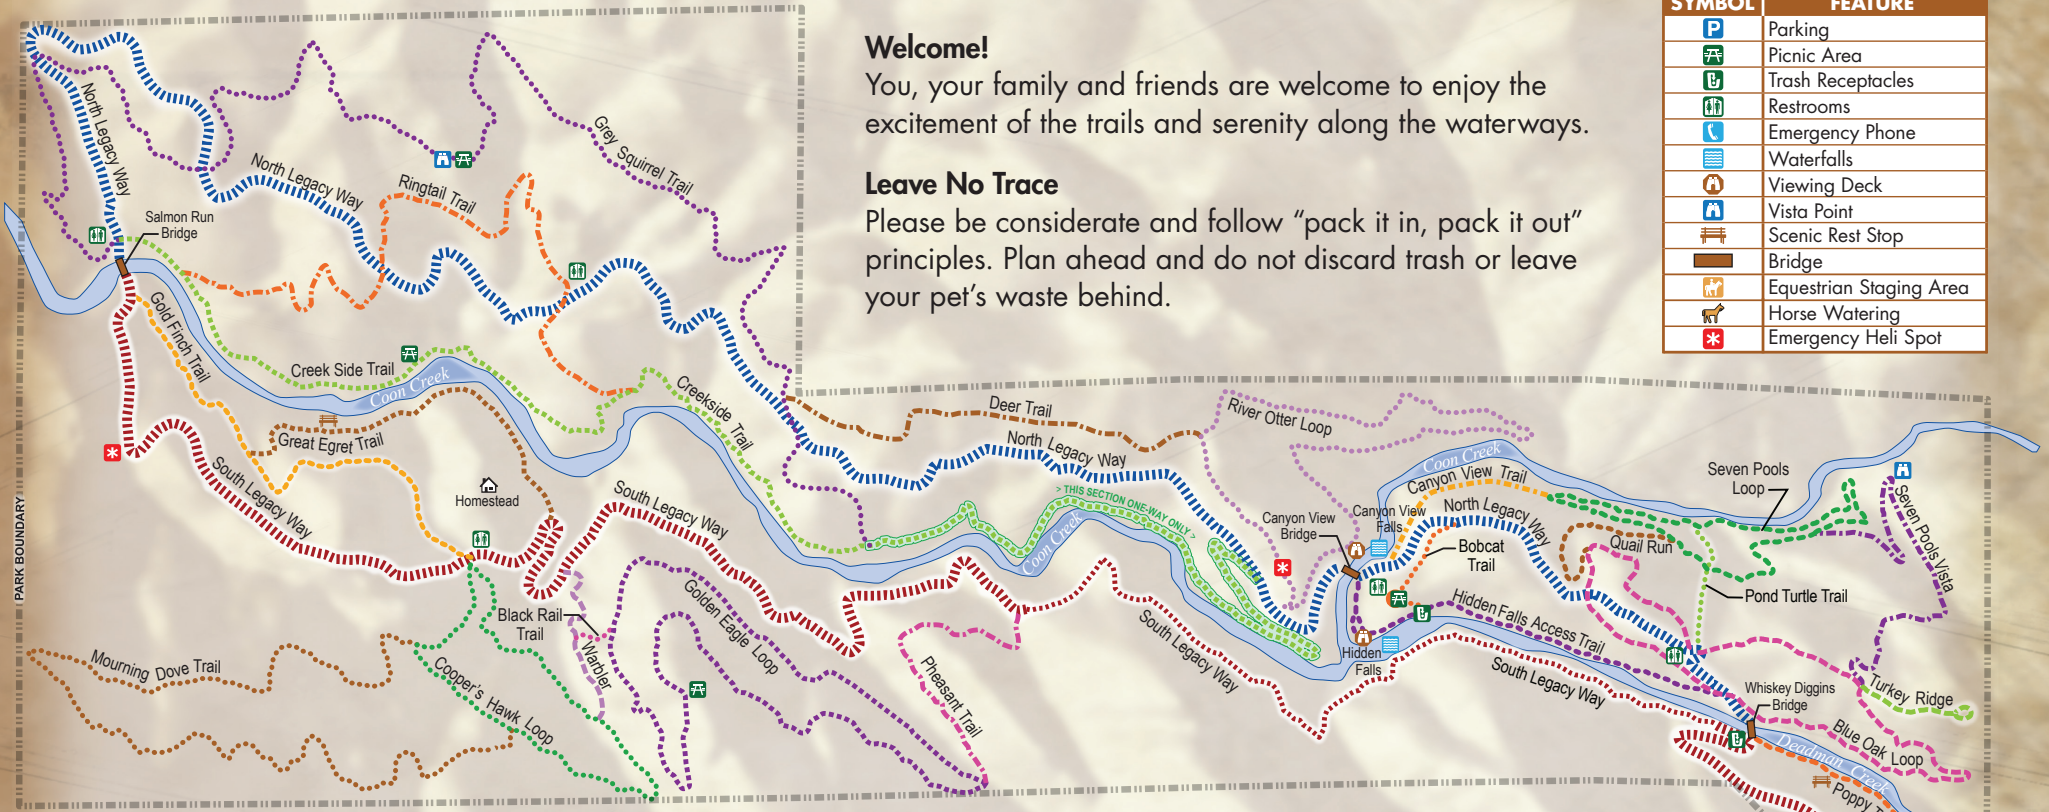 Welcome!
You, your family and friends are welcome to enjoy the
excitement of the trails and serenity along the waterways.
Leave No Trace
Please be considerate and follow “pack it in, pack it out”
principles. Plan ahead and do not discard trash or leave
your pet’s waste behind.
SYMBOL FEATURE
P Parking
Picnic Area
Trash Receptacles
Restrooms
Emergency Phone
Waterfalls
Viewing Deck
Vista Point
Scenic Rest Stop
Bridge
Equestrian Staging Area
Horse Watering
Emergency Heli Spot
North Legacy Way
North Legacy Way
Ringtail Trail
Grey Squirrel Trail
Salmon Run
Bridge
Gold Finch Trail
Creek Side Trail
Coon Creek
Great Egret Trail
South Legacy Way
Homestead
PARK BOUNDARY
Creekside
Trail
South Legacy Way
Deer Trail
North Legacy Way
> THIS SECTION ONE-WAY ONLY >
Coon Creek
River Otter Loop
Canyon View
Bridge
Canyon View
Falls
Coon Creek
Canyon View Trail
North Legacy Way
Bobcat
Trail
Quail Run
Seven Pools
Loop
Seven Pools Vista
Pond Turtle Trail
Hidden Falls Access Trail
Hidden
Falls
South Legacy Way
South Legacy Way
Whiskey Diggins
Bridge
Turkey Ridge
Blue Oak
Loop
Deadman Creek
Poppy
Black Rail
Trail
Warbler
Golden Eagle Loop
Pheasant Trail
Cooper's Hawk Loop
Mourning Dove Trail